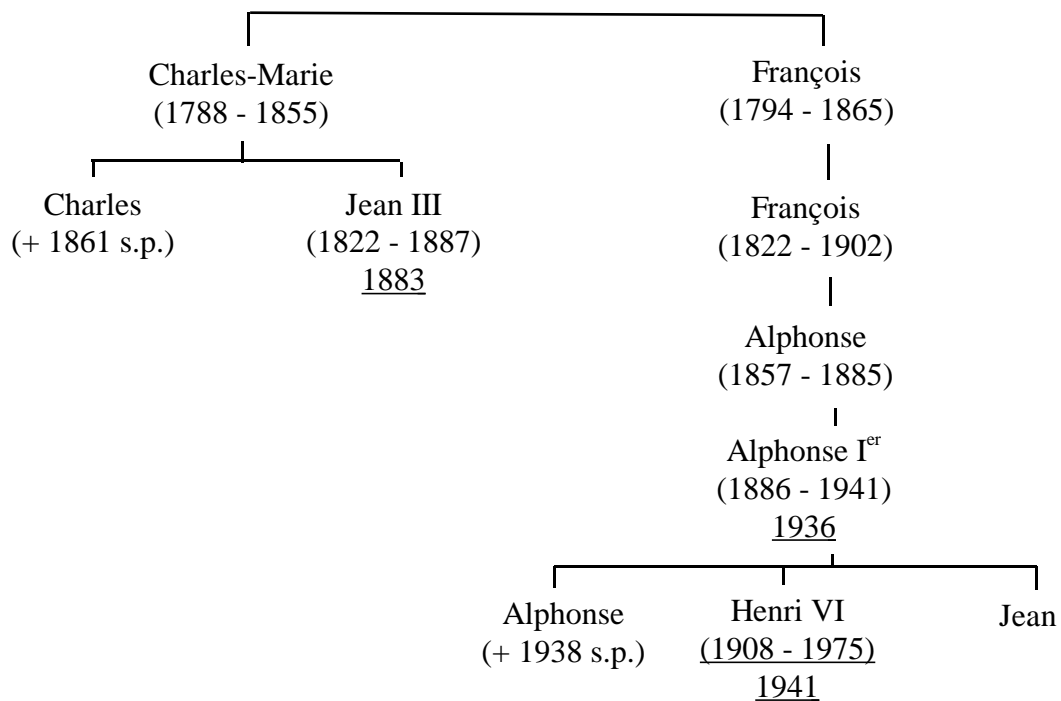 Charles-Marie
(1788 - 1855)
François
(1794 - 1865)
Charles
(+ 1861 s.p.)
Jean III
(1822 - 1887)
1883
François
(1822 - 1902)
Alphonse
(1857 - 1885)
Alphonse Ier
(1886 - 1941)
1936
Alphonse
(+ 1938 s.p.)
Henri VI
(1908 - 1975)
1941
Jean